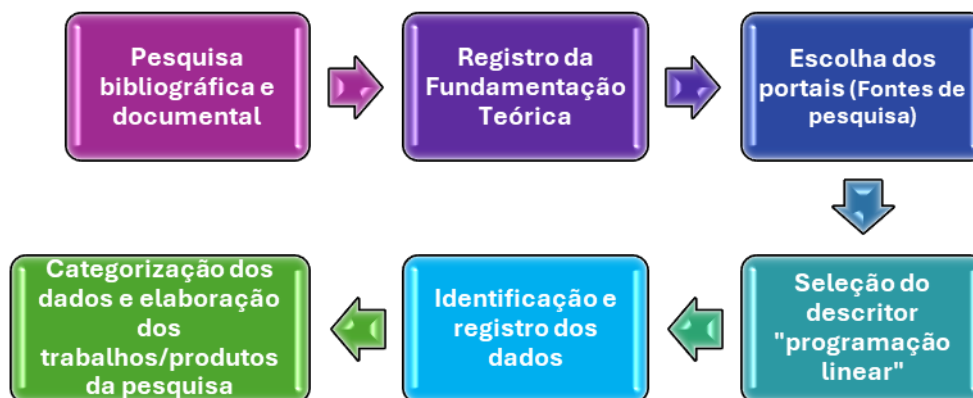 Pesquisa
bibliográfica e
documental
Registro da
Fundamentação
Teórica
Escolha dos
portais (Fontes de
pesquisa)
Seleção do
descritor
"programação
linear"
Identificação e
registro dos
dados
Categorização dos
dados e elaboração
dos
trabalhos/produtos
da pesquisa